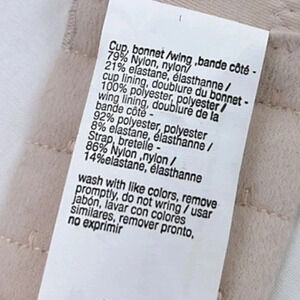 Cup, bonnet /wing ,bande côté -
79% Nylon, nylon/
21% elastane, élasthanne /
cup lining, doublure du bonnet -
100% polyester, polyester /
wing lining, doublure de la
bande côté -
92% polyester, polyester
8% elastane, élasthanne /
Strap, bretelle -
86% Nylon ,nylon /
14%elastane, élasthanne
wash with like colors, remove
promptly, do not wring / usar
jabón, lavar con colores
similares, remover pronto,
no exprimir